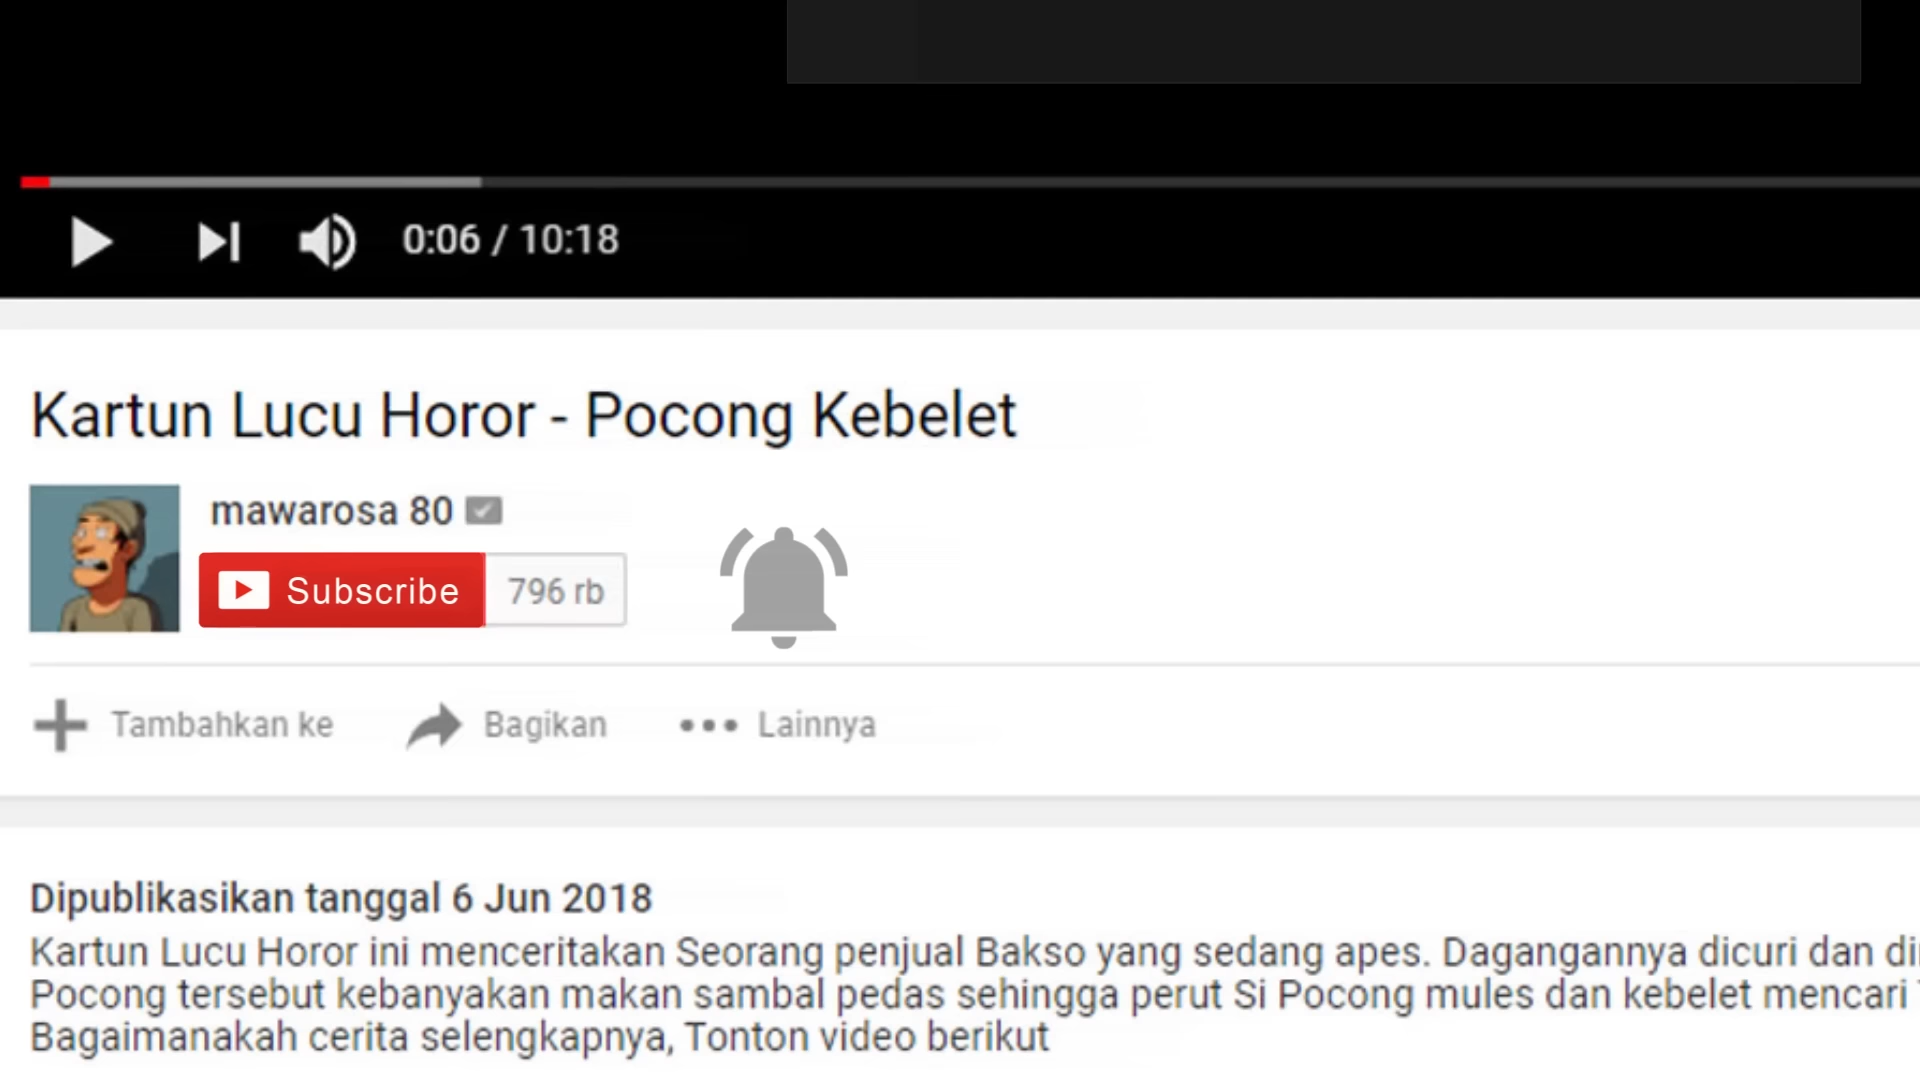 0:06 / 10:18
Kartun Lucu Horor - Pocong Kebelet
mawarosa 80
Subscribe 796 rb
Tambahkan ke Bagikan Lainnya
Dipublikasikan tanggal 6 Jun 2018
Kartun Lucu Horor ini menceritakan Seorang penjual Bakso yang sedang apes. Dagangannya dicuri dan
Pocong tersebut kebanyakan makan sambal pedas sehingga perut Si Pocong mules dan kebelet mencari
Bagaimanakah cerita selengkapnya, Tonton video berikut